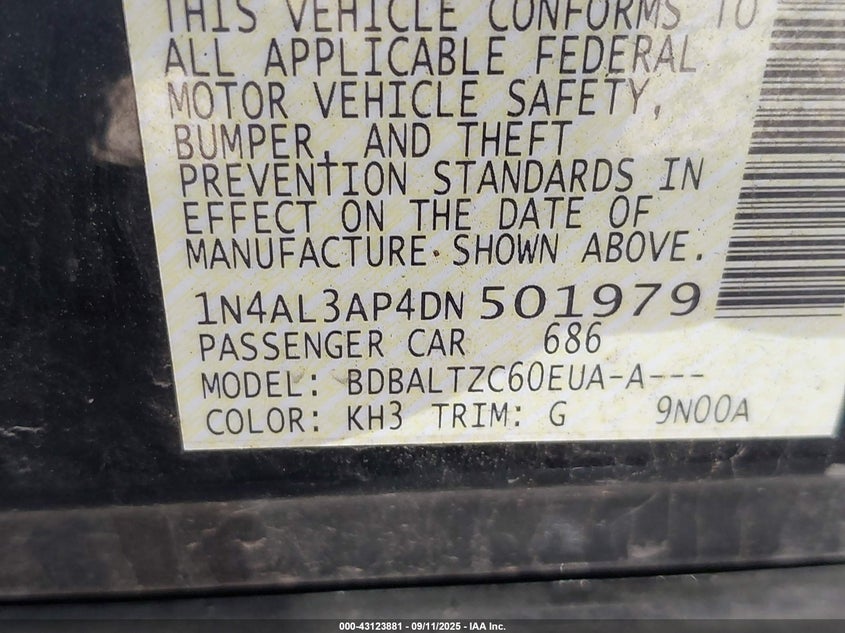 THIS VEHICLE CONFORMS TO
ALL APPLICABLE FEDERAL
MOTOR VEHICLE SAFETY,
BUMPER, AND THEFT
PREVENTION STANDARDS IN
EFFECT ON THE DATE OF
MANUFACTURE SHOWN ABOVE.
1N4AL3AP4DN 501979
PASSENGER CAR 686
MODEL: BDBALTZC60EUA-A---
COLOR: KH3 TRIM: G 9N00A
000-43123881 - 09/11/2025 - IAA Inc.